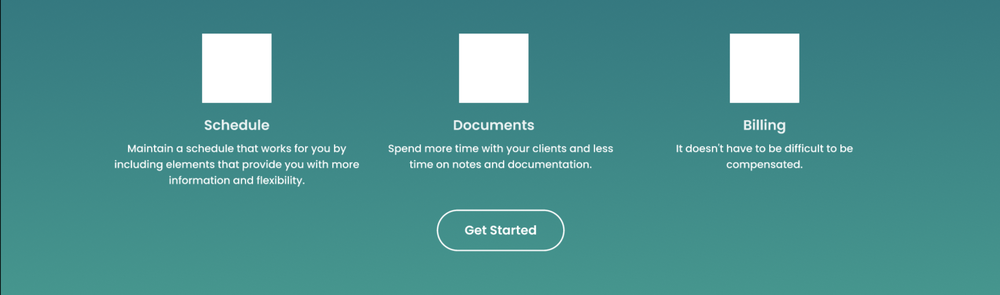 Schedule
Maintain a schedule that works for you by
including elements that provide you with more
information and flexibility.
Documents
Spend more time with your clients and less
time on notes and documentation.
Billing
It doesn't have to be difficult to be
compensated.
Get Started